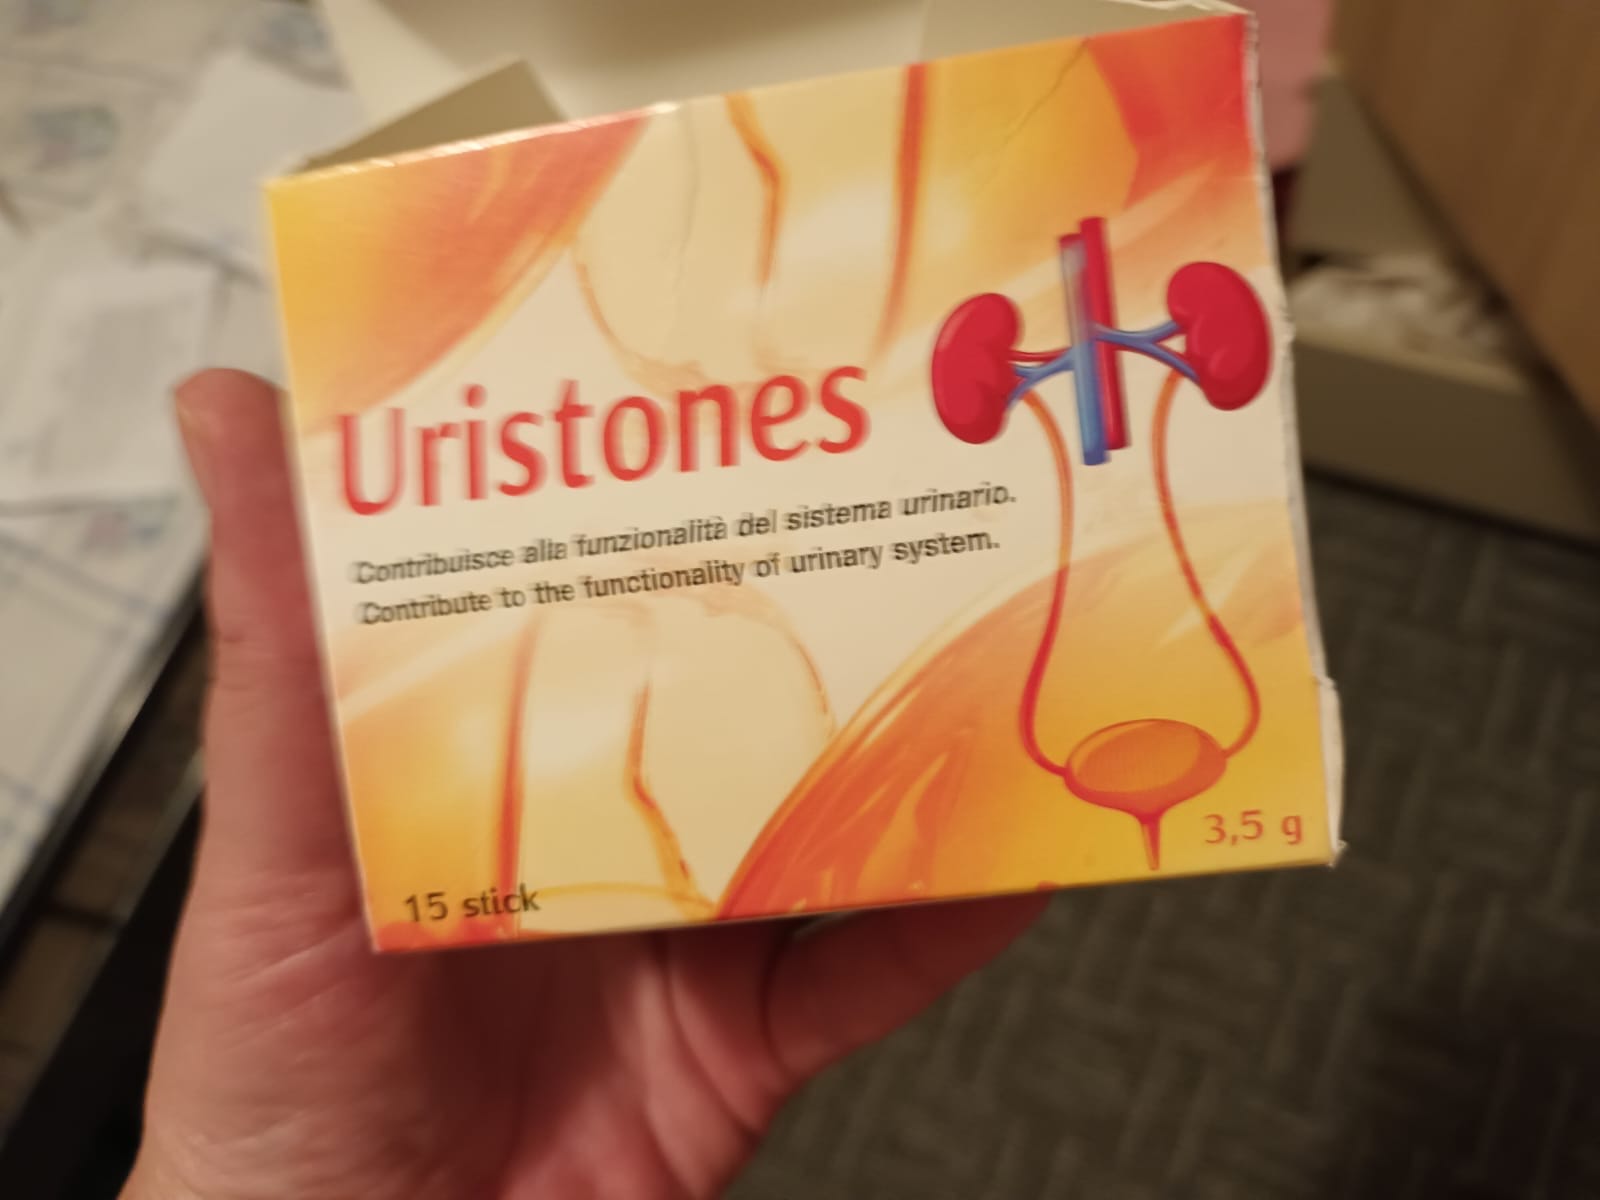 Uristones
Contribuisce alla funzionalità del sistema urinario.
Contribute to the functionality of urinary system.
3,5 g
15 stick